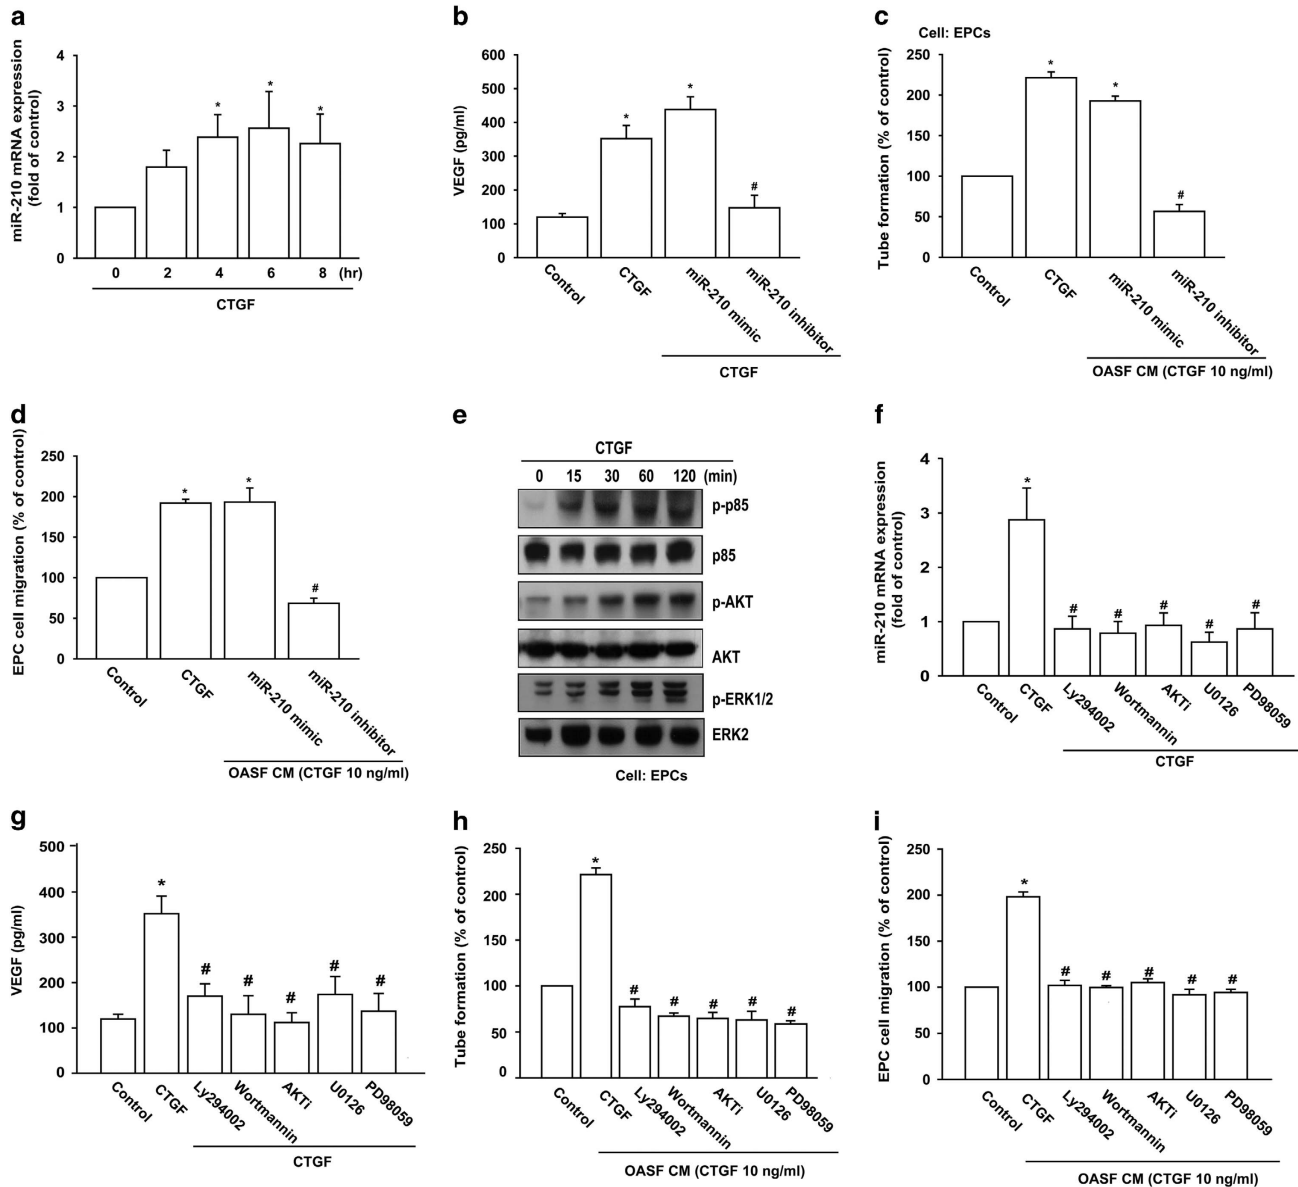 a
miR-210 mRNA expression
(fold of control)
4
3
2
1
0
* * *
0 2 4 6 8 (hr)
CTGF
b
VEGF (pg/ml)
600
500
400
300
200
100
0
* * #
Control
CTGF
miR-210 mimic
miR-210 inhibitor
CTGF
c
Cell: EPCs
Tube formation (% of control)
250
200
150
100
50
0
* * #
Control
CTGF
miR-210 mimic
miR-210 inhibitor
OASF CM (CTGF 10 ng/ml)
d
EPC cell migration (% of control)
250
200
150
100
50
0
* * #
Control
CTGF
miR-210 mimic
miR-210 inhibitor
OASF CM (CTGF 10 ng/ml)
e
CTGF
0 15 30 60 120 (min)
p-p85
p85
p-AKT
AKT
p-ERK1/2
ERK2
Cell: EPCs
f
miR-210 mRNA expression
(fold of control)
4
3
2
1
0
* # # # # #
Control
CTGF
Ly294002
Wortmannin
AKTi
U0126
PD98059
CTGF
g
VEGF (pg/ml)
500
400
300
200
100
0
* # # # # #
Control
CTGF
Ly294002
Wortmannin
AKTi
U0126
PD98059
CTGF
h
Tube formation (% of control)
250
200
150
100
50
0
* # # # # #
Control
CTGF
Ly294002
Wortmannin
AKTi
U0126
PD98059
OASF CM (CTGF 10 ng/ml)
i
EPC cell migration (% of control)
250
200
150
100
50
0
* # # # # #
Control
CTGF
Ly294002
Wortmannin
AKTi
U0126
PD98059
OASF CM (CTGF 10 ng/ml)